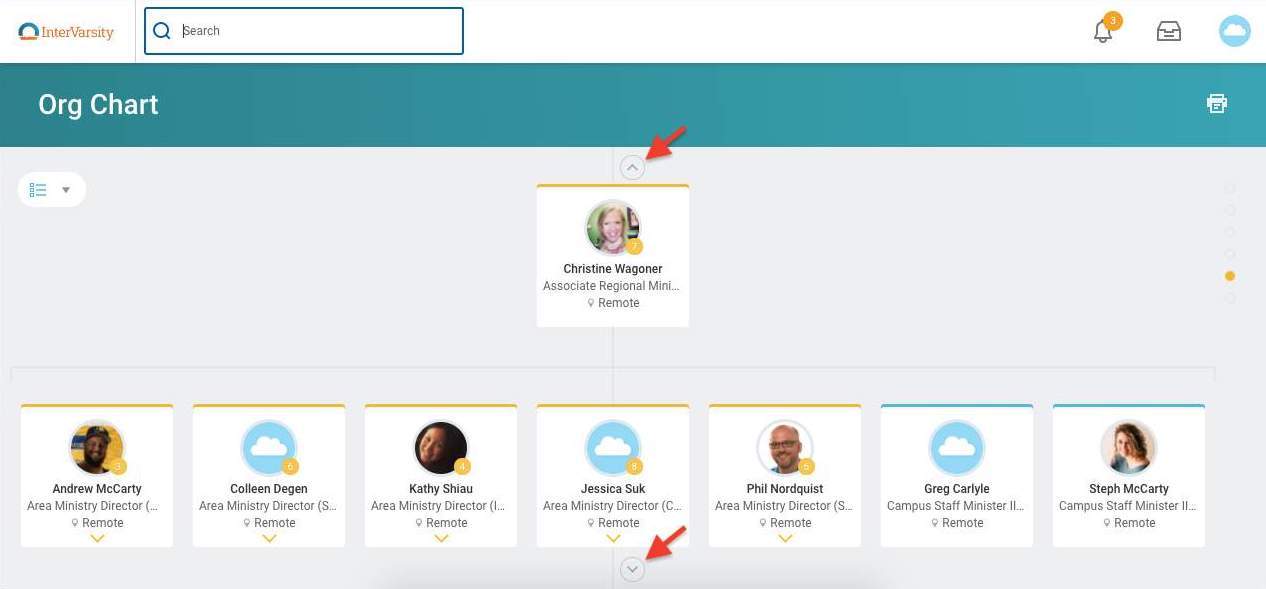 InterVarsity
Search
3
Org Chart
7
Christine Wagoner
Associate Regional Mini...
Remote
3
Andrew McCarty
Area Ministry Director (...
Remote
6
Colleen Degen
Area Ministry Director (S...
Remote
4
Kathy Shiau
Area Ministry Director (I...
Remote
8
Jessica Suk
Area Ministry Director (C...
Remote
Phil Nordquist
Area Ministry Director (S...
Remote
Greg Carlyle
Campus Staff Minister II...
Remote
Steph McCarty
Campus Staff Minister II...
Remote